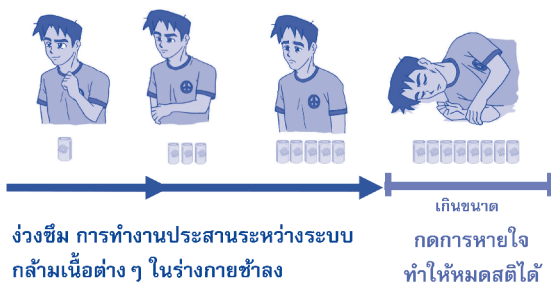 เกินขนาด
ง่วงซึม การทำงานประสานระหว่างระบบ
กล้ามเนื้อต่าง ๆ ในร่างกายช้าลง
กดการหายใจ
ทำให้หมดสติได้